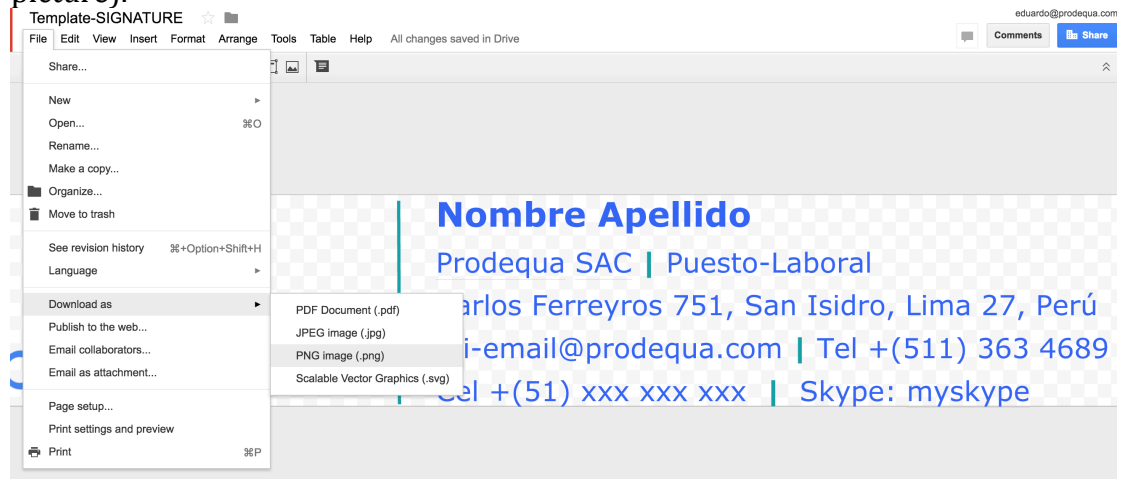 picture).
Template-SIGNATURE
eduardo@prodequa.com
File Edit View Insert Format Arrange Tools Table Help All changes saved in Drive
Comments
Share
Share...
New
Open... ⌘O
Rename...
Make a copy...
Organize...
Move to trash
See revision history ⌘+Option+Shift+H
Language
Download as
Publish to the web...
Email collaborators...
Email as attachment...
Page setup...
Print settings and preview
Print ⌘P
PDF Document (.pdf)
JPEG image (.jpg)
PNG image (.png)
Scalable Vector Graphics (.svg)
Nombre Apellido
Prodequa SAC | Puesto-Laboral
arlos Ferreyros 751, San Isidro, Lima 27, Perú
i-email@prodequa.com | Tel +(511) 363 4689
Cel +(51) xxx xxx xxx | Skype: myskype